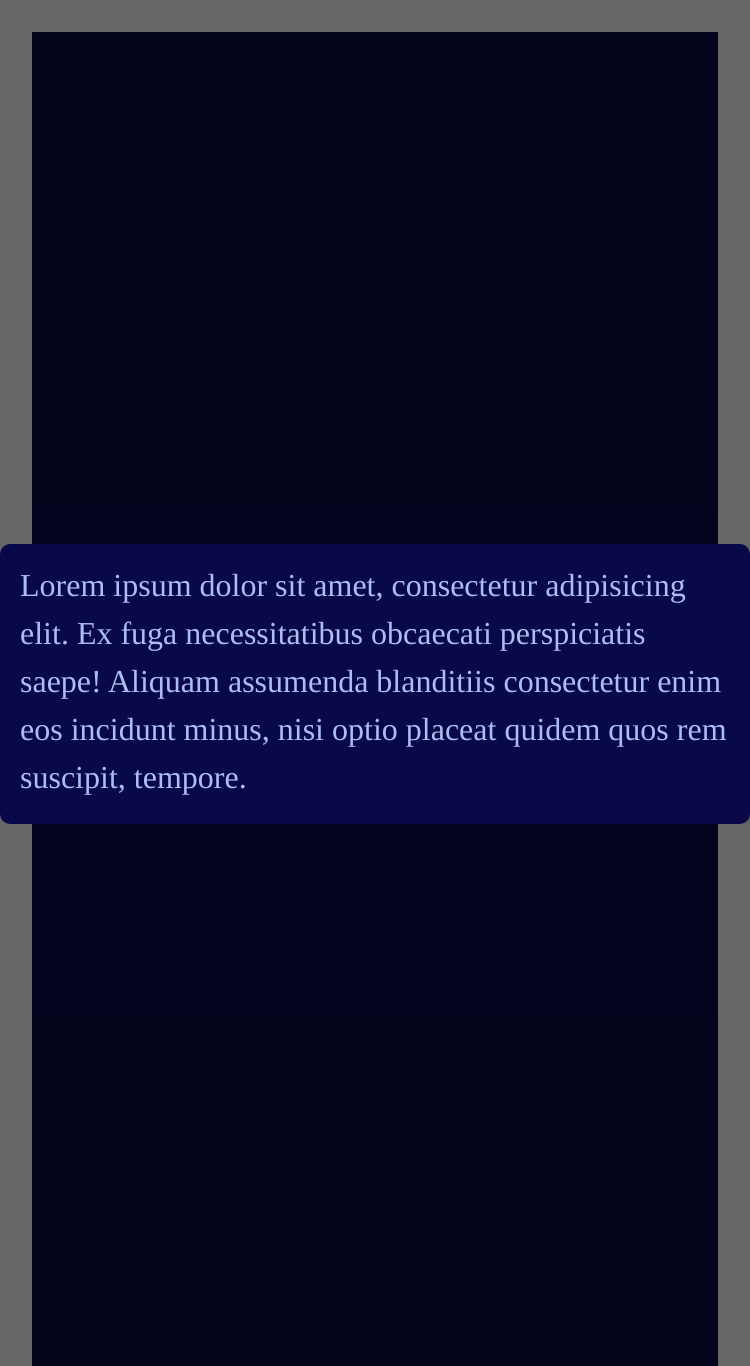 Lorem ipsum dolor sit amet, consectetur adipisicing
elit. Ex fuga necessitatibus obcaecati perspiciatis
saepe! Aliquam assumenda blanditiis consectetur enim
eos incidunt minus, nisi optio placeat quidem quos rem
suscipit, tempore.